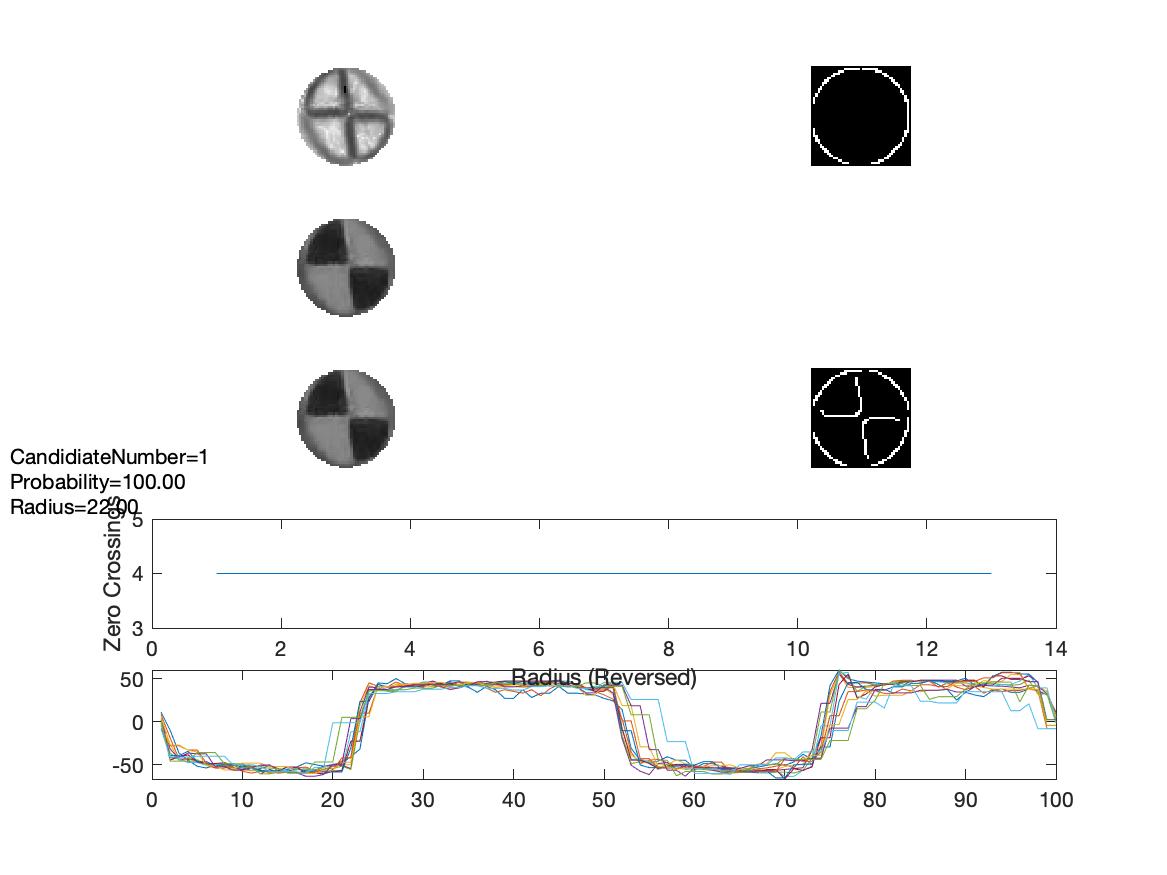 CandidiateNumber=1
Probability=100.00
Radius=22.00
Zero Crossings
5
4
3
0 2 4 6 8 10 12 14
Radius (Reversed)
50
0
-50
0 10 20 30 40 50 60 70 80 90 100